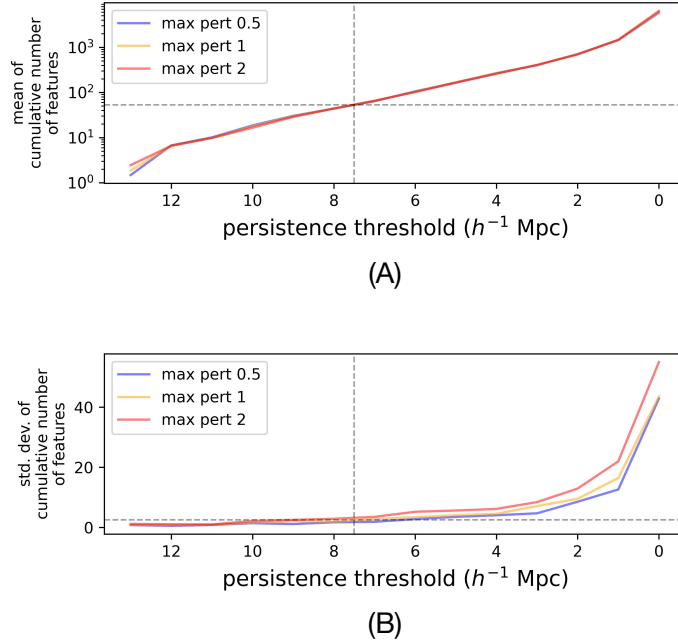 mean of
cumulative number
of features
10³
10²
10¹
10⁰
max pert 0.5
max pert 1
max pert 2
12
10
8
6
4
2
0
persistence threshold (h⁻¹ Mpc)
(A)
std. dev. of
cumulative number
of features
40
20
0
max pert 0.5
max pert 1
max pert 2
12
10
8
6
4
2
0
persistence threshold (h⁻¹ Mpc)
(B)